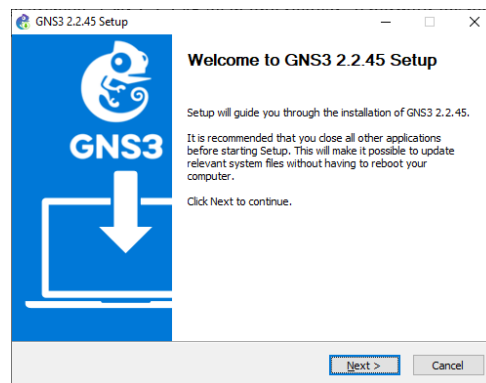 GNS3 2.2.45 Setup
Welcome to GNS3 2.2.45 Setup
Setup will guide you through the installation of GNS3 2.2.45.
It is recommended that you close all other applications
before starting Setup. This will make it possible to update
relevant system files without having to reboot your
computer.
Click Next to continue.
GNS3
Next >
Cancel